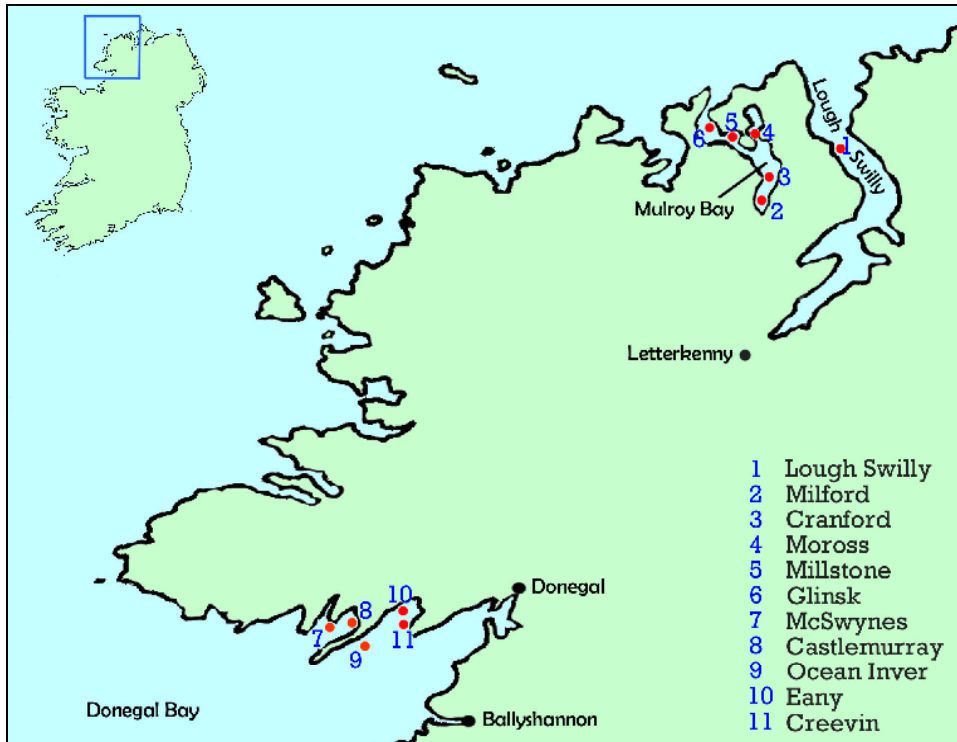 Lough Swilly
1
5
4
6
3
Mulroy Bay
2
Letterkenny
1 Lough Swilly
2 Milford
3 Cranford
4 Moross
5 Millstone
6 Glinsk
7 McSwynes
8 Castlemurray
9 Ocean Inver
10 Eany
11 Creevin
Donegal
10
8
7
11
9
Donegal Bay
Ballyshannon